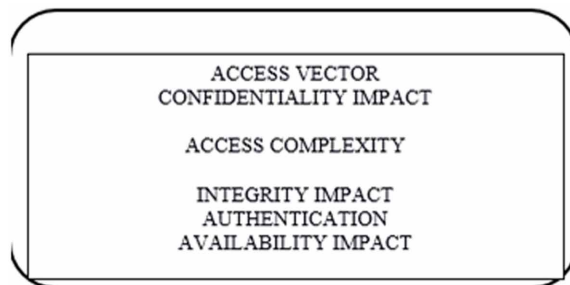 ACCESS VECTOR
CONFIDENTIALITY IMPACT
ACCESS COMPLEXITY
INTEGRITY IMPACT
AUTHENTICATION
AVAILABILITY IMPACT